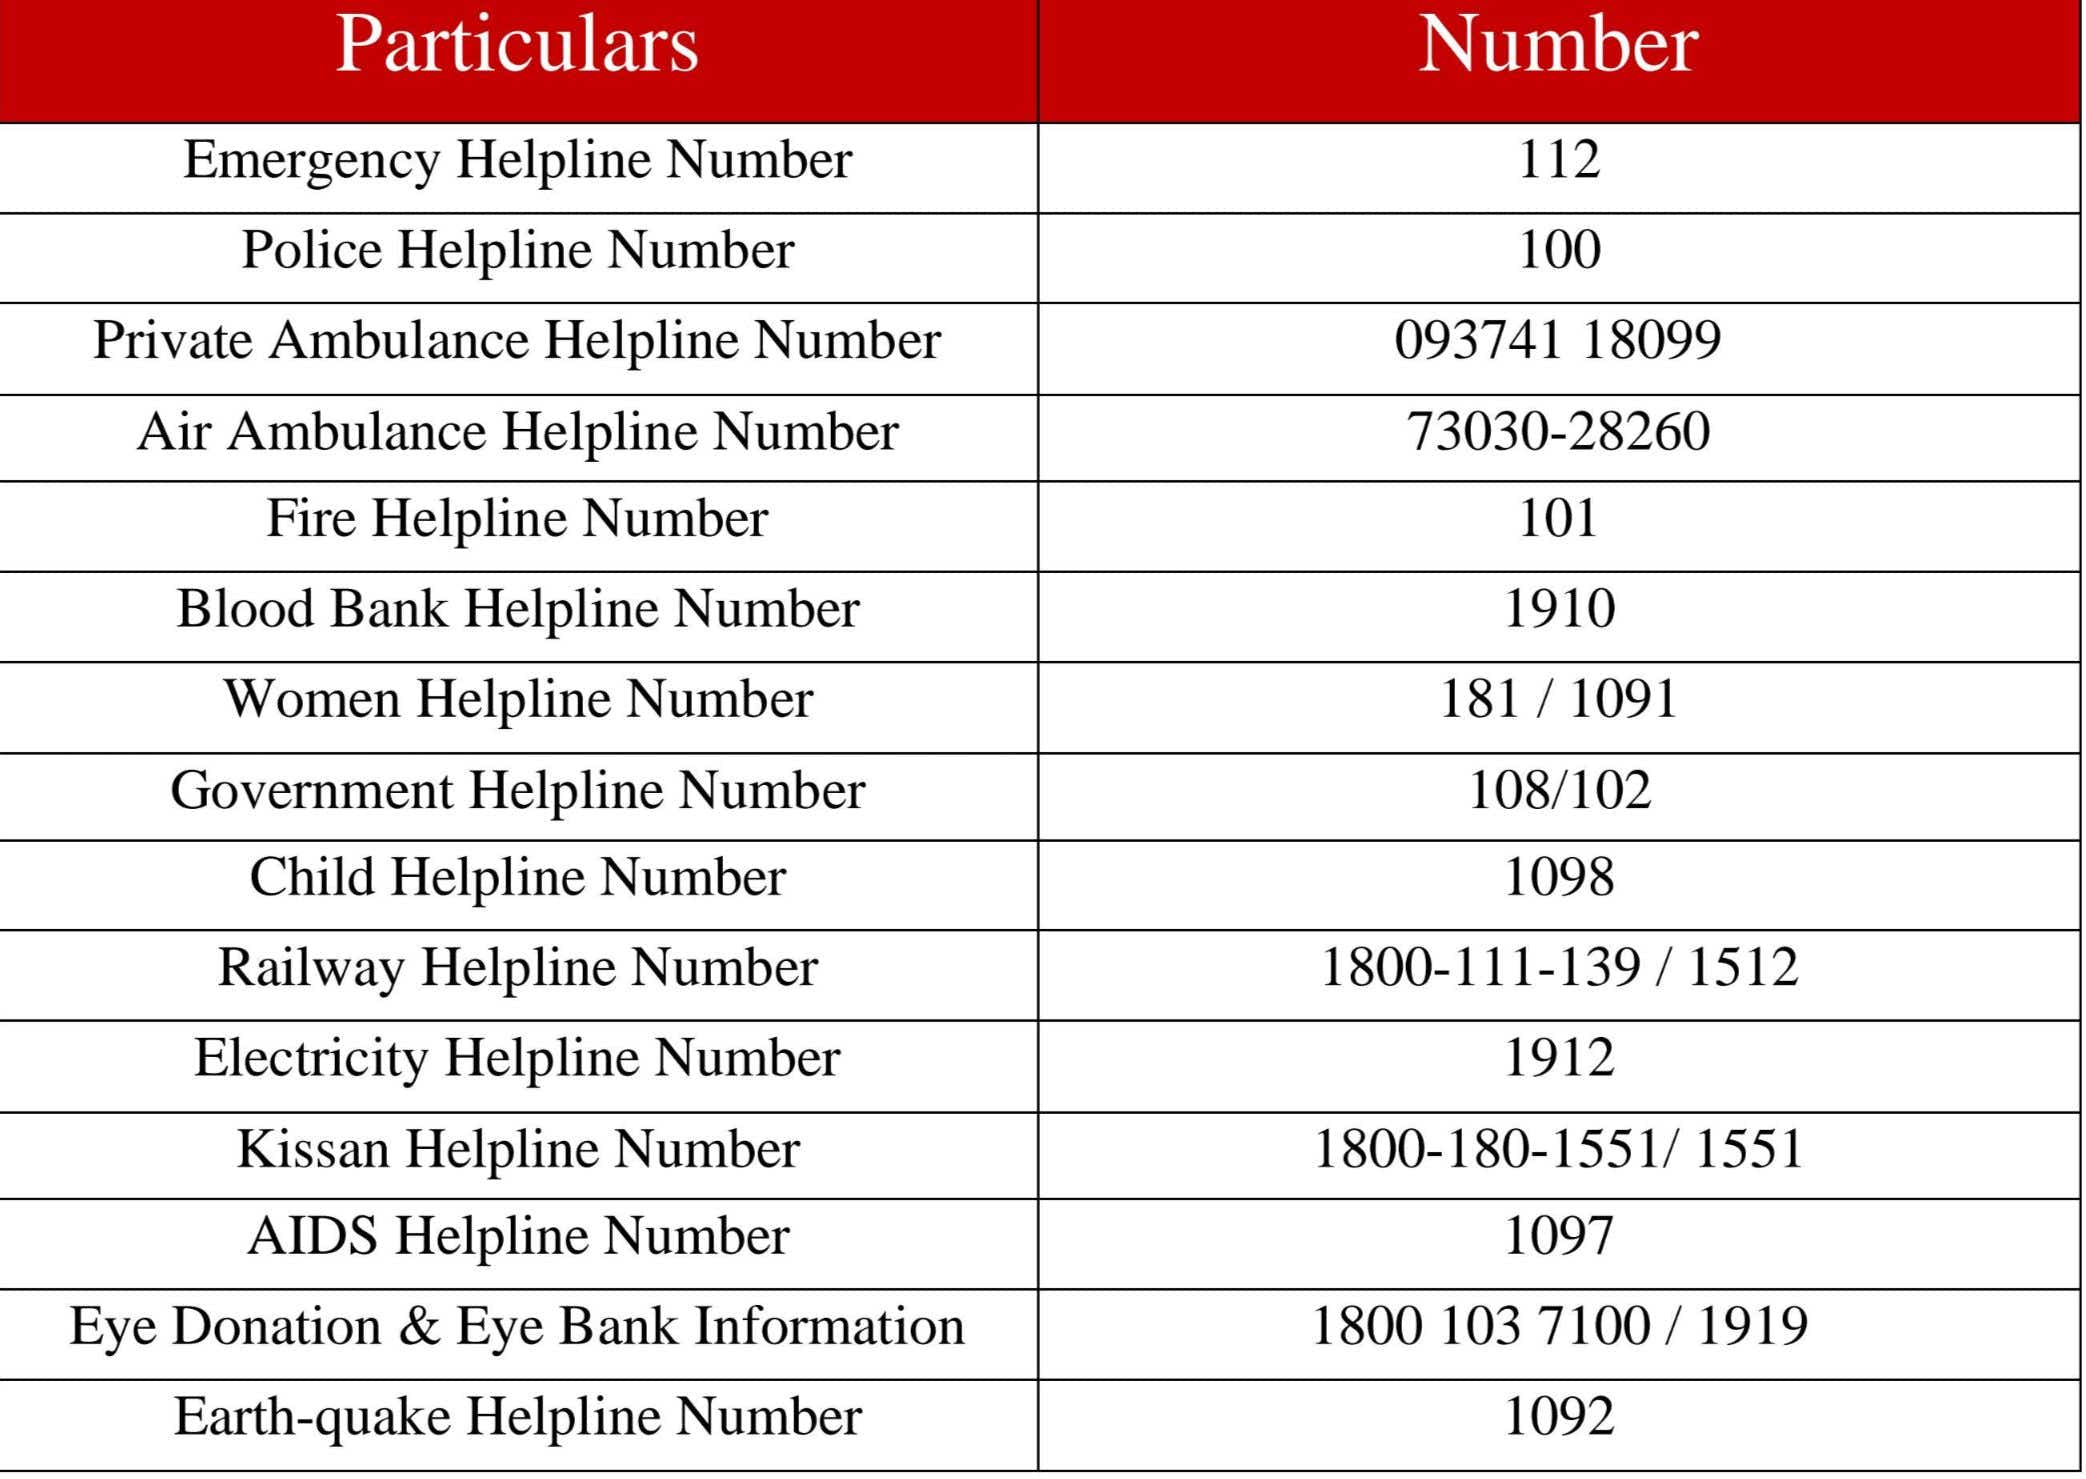 Particulars Number
Emergency Helpline Number 112
Police Helpline Number 100
Private Ambulance Helpline Number 093741 18099
Air Ambulance Helpline Number 73030-28260
Fire Helpline Number 101
Blood Bank Helpline Number 1910
Women Helpline Number 181 / 1091
Government Helpline Number 108/102
Child Helpline Number 1098
Railway Helpline Number 1800-111-139 / 1512
Electricity Helpline Number 1912
Kissan Helpline Number 1800-180-1551/ 1551
AIDS Helpline Number 1097
Eye Donation & Eye Bank Information 1800 103 7100 / 1919
Earth-quake Helpline Number 1092